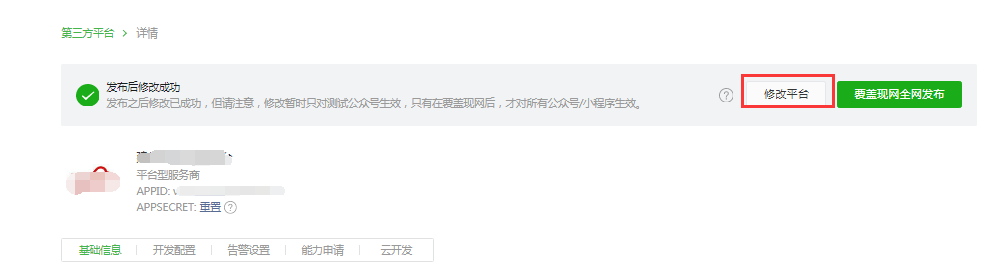 第三方平台 > 详情
发布后修改成功
发布之后修改已成功，但请注意，修改暂时只对测试公众号生效，只有在覆盖现网后，才对所有公众号/小程序生效。
?
修改平台
覆盖现网全网发布
平台型服务商
APPID:
APPSECRET: 重置 ?
基础信息
开发配置
告警设置
能力申请
云开发